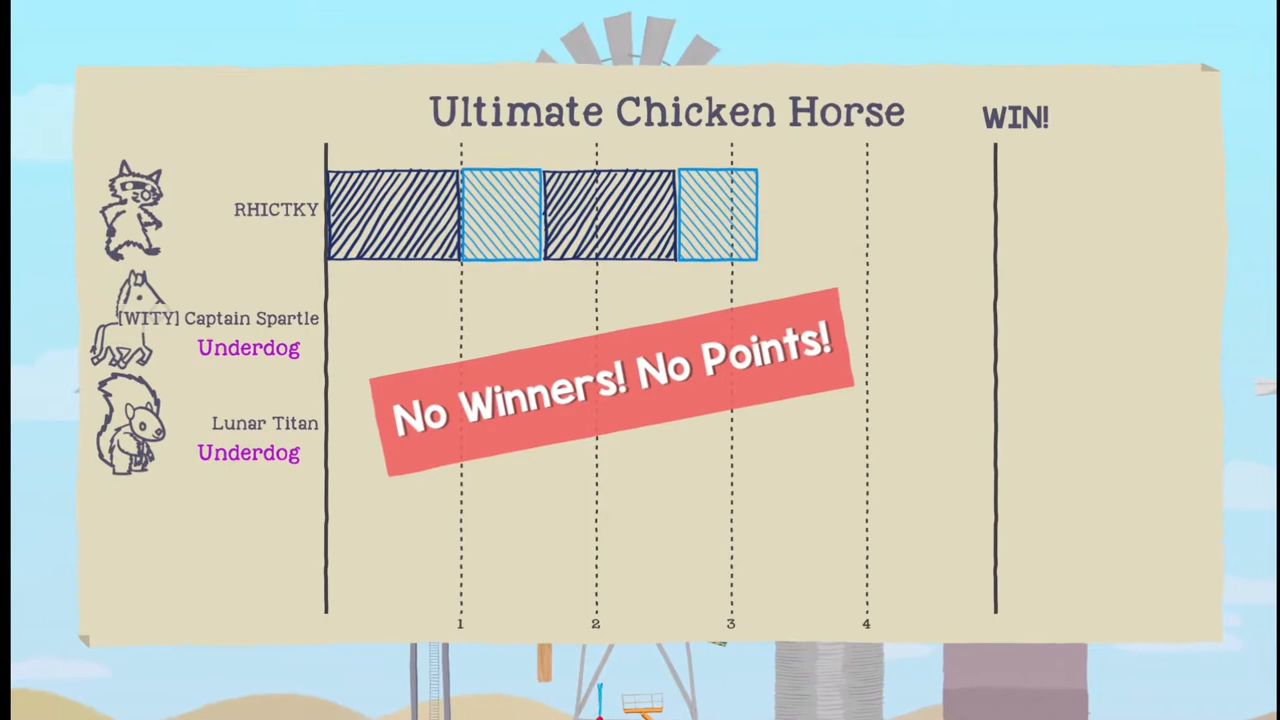 Ultimate Chicken Horse
WIN!
RHICTKY
[WITY] Captain Spartle
Underdog
No Winners! No Points!
Lunar Titan
Underdog
1 2 3 4